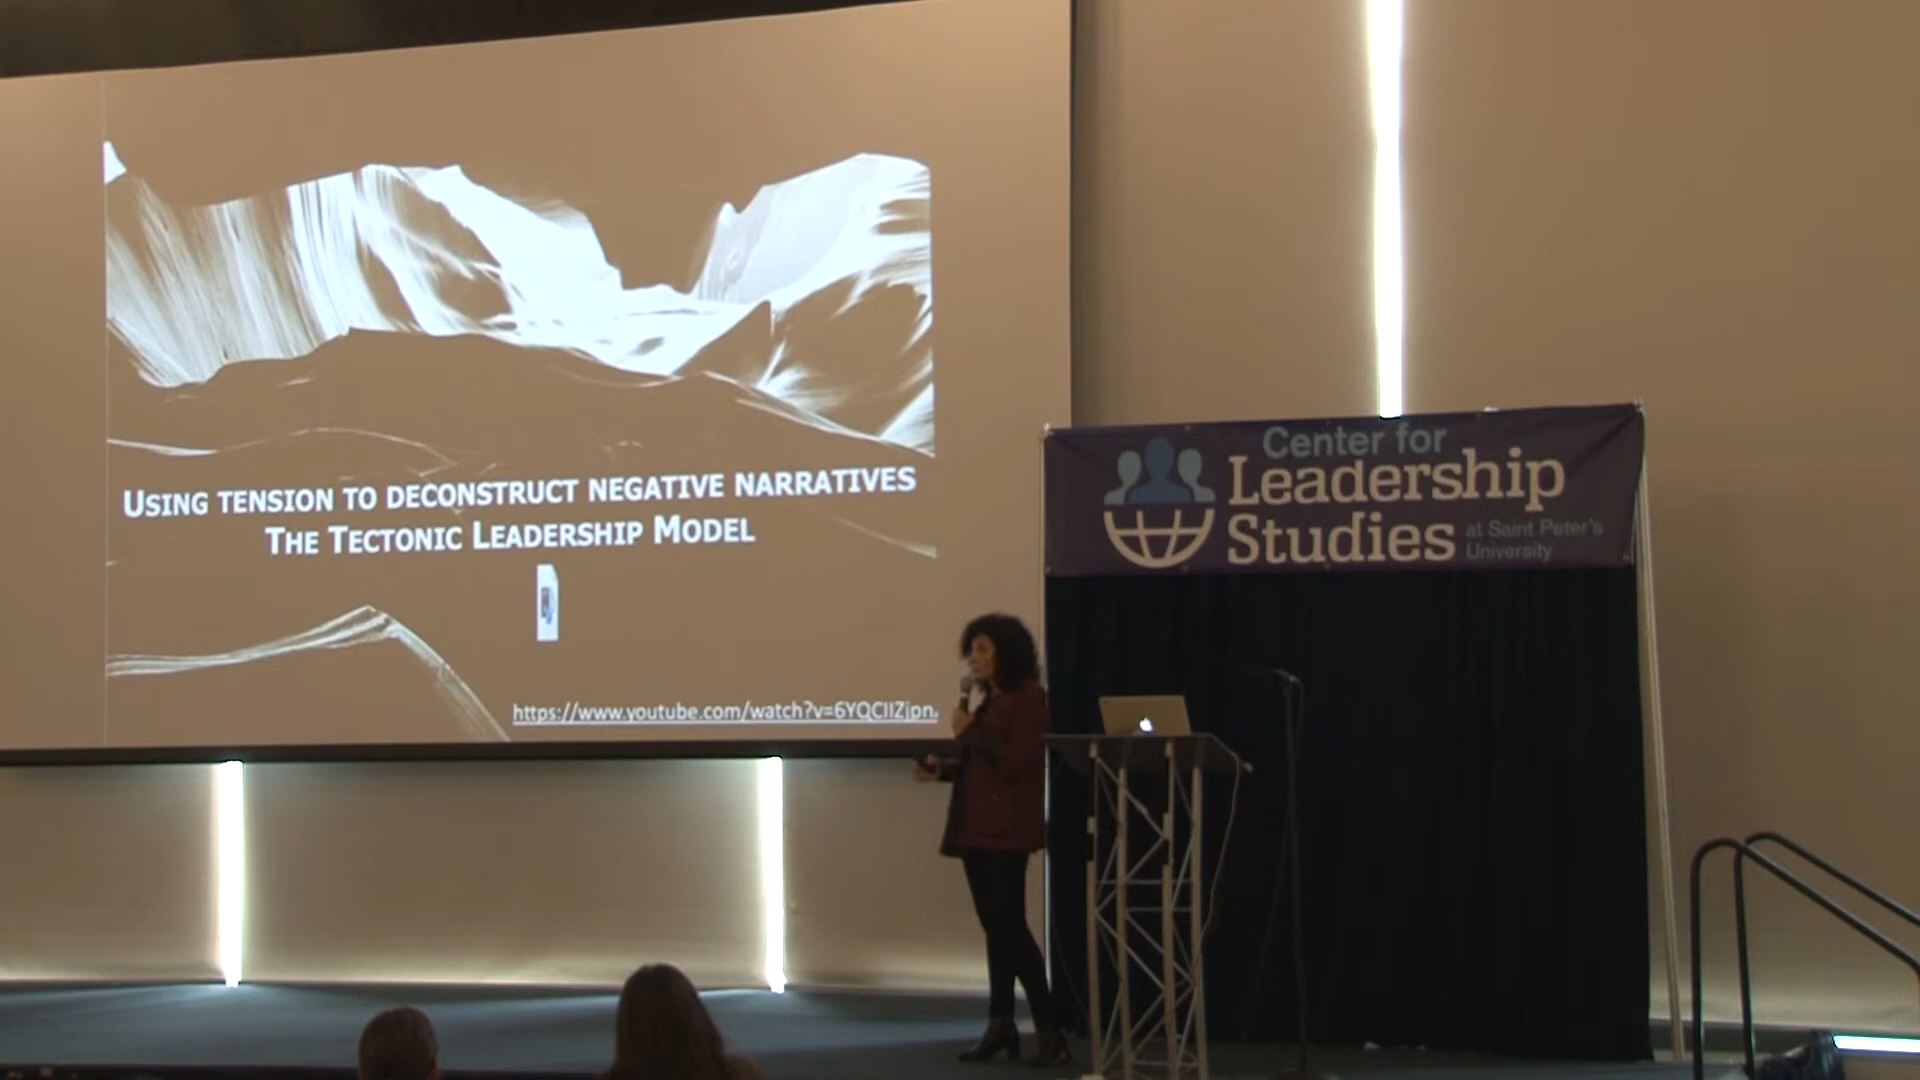 USING TENSION TO DECONSTRUCT NEGATIVE NARRATIVES
THE TECTONIC LEADERSHIP MODEL
https://www.youtube.com/watch?v=6YQCIIZjpn.
Center for
Leadership
Studies
at Saint Peter's
University